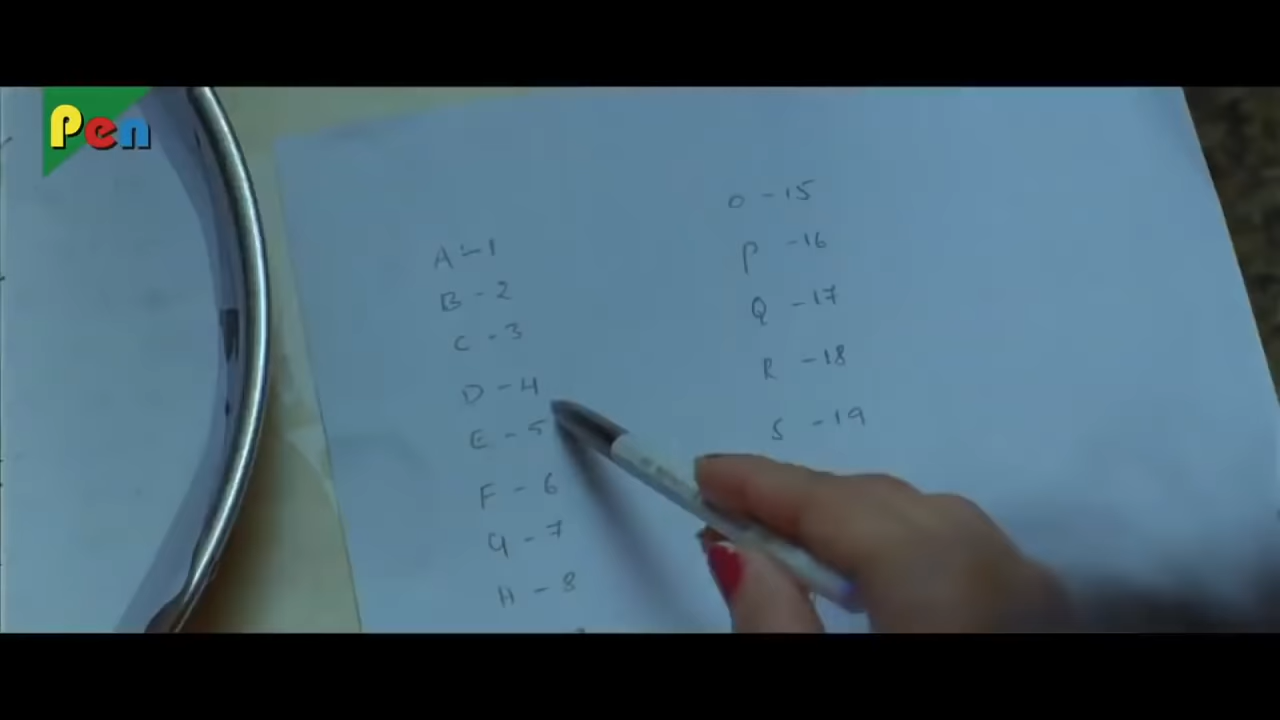 Pen
A - 1
B - 2
C - 3
D - 4
E - 5
F - 6
G - 7
H - 8
O - 15
P - 16
Q - 17
R - 18
S - 19